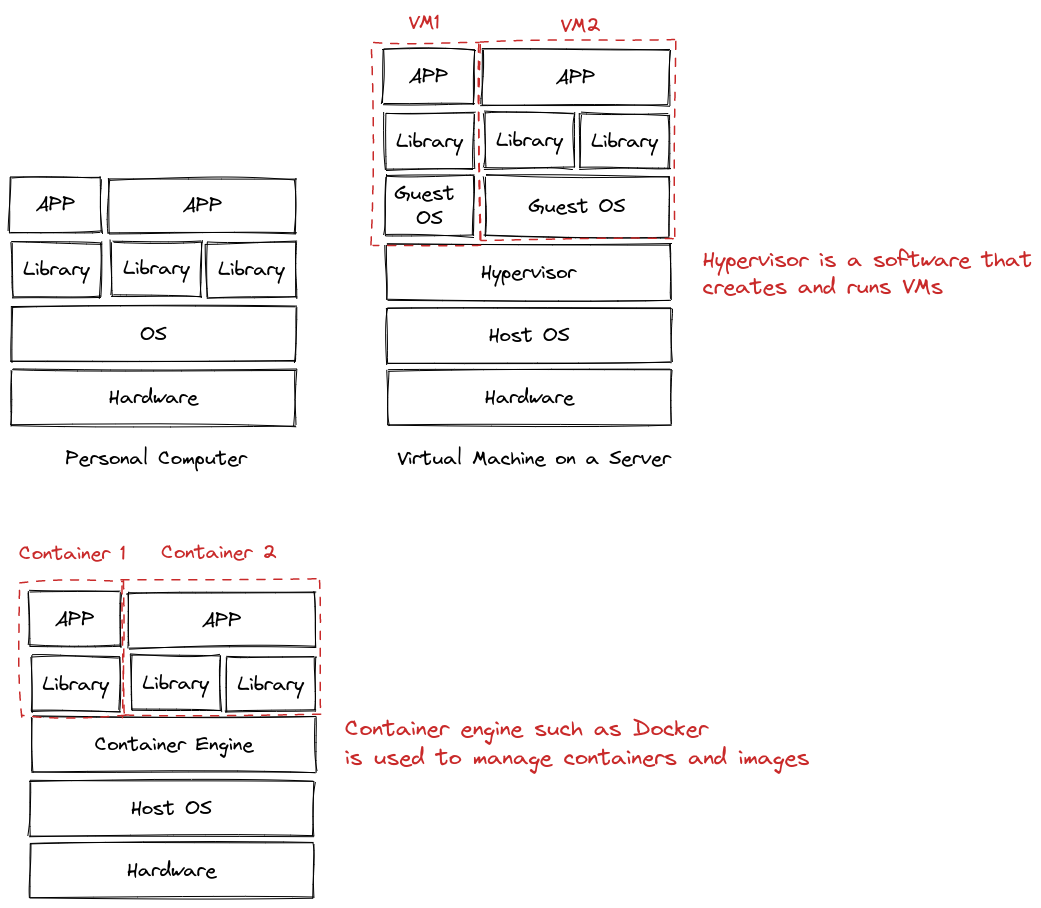 VM1
VM2
APP
APP
Library
Library
Library
Guest
OS
Guest OS
Hypervisor
Host OS
Hardware
Virtual Machine on a Server
Hypervisor is a software that
creates and runs VMs
APP
APP
Library
Library
Library
OS
Hardware
Personal Computer
Container 1
Container 2
APP
APP
Library
Library
Library
Container Engine
Host OS
Hardware
Container engine such as Docker
is used to manage containers and images